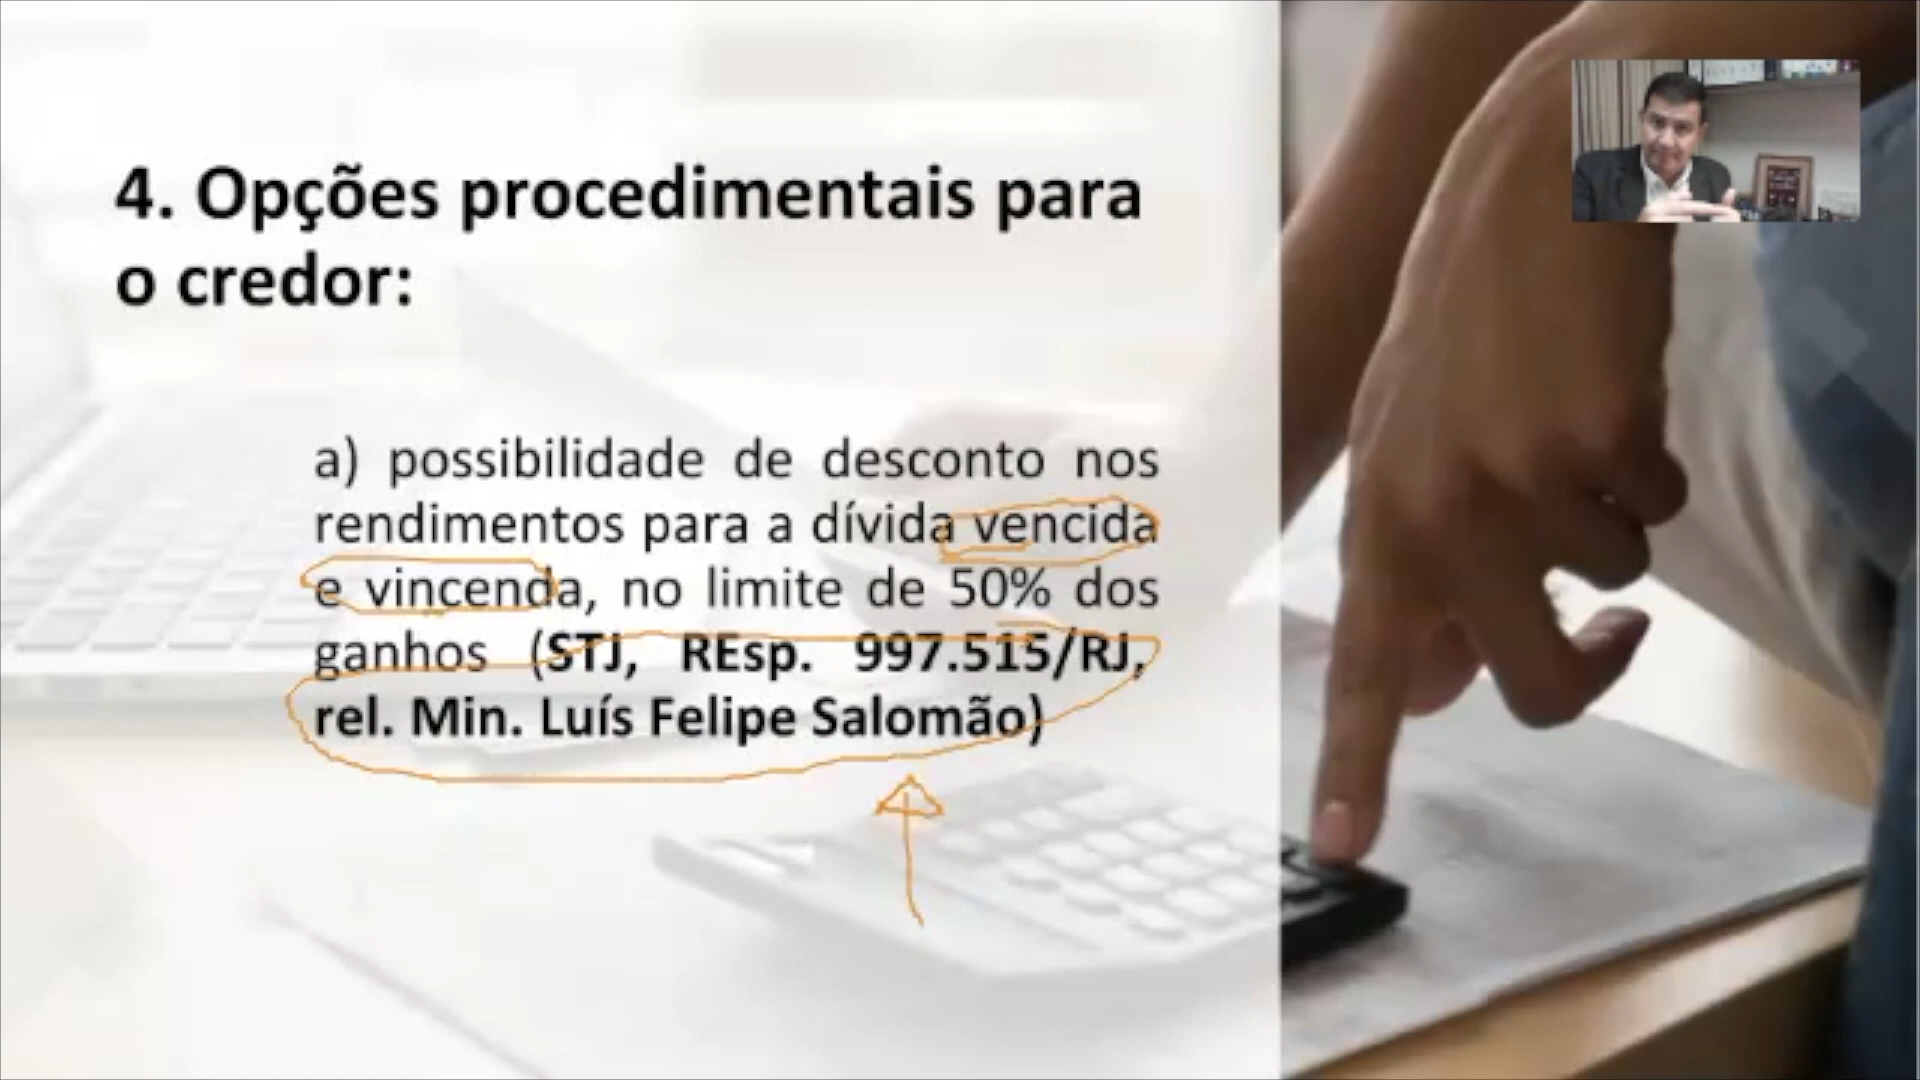 4. Opções procedimentais para
o credor:
a) possibilidade de desconto nos
rendimentos para a dívida vencida
e vincenda, no limite de 50% dos
ganhos (STJ, REsp. 997.515/RJ,
rel. Min. Luís Felipe Salomão)